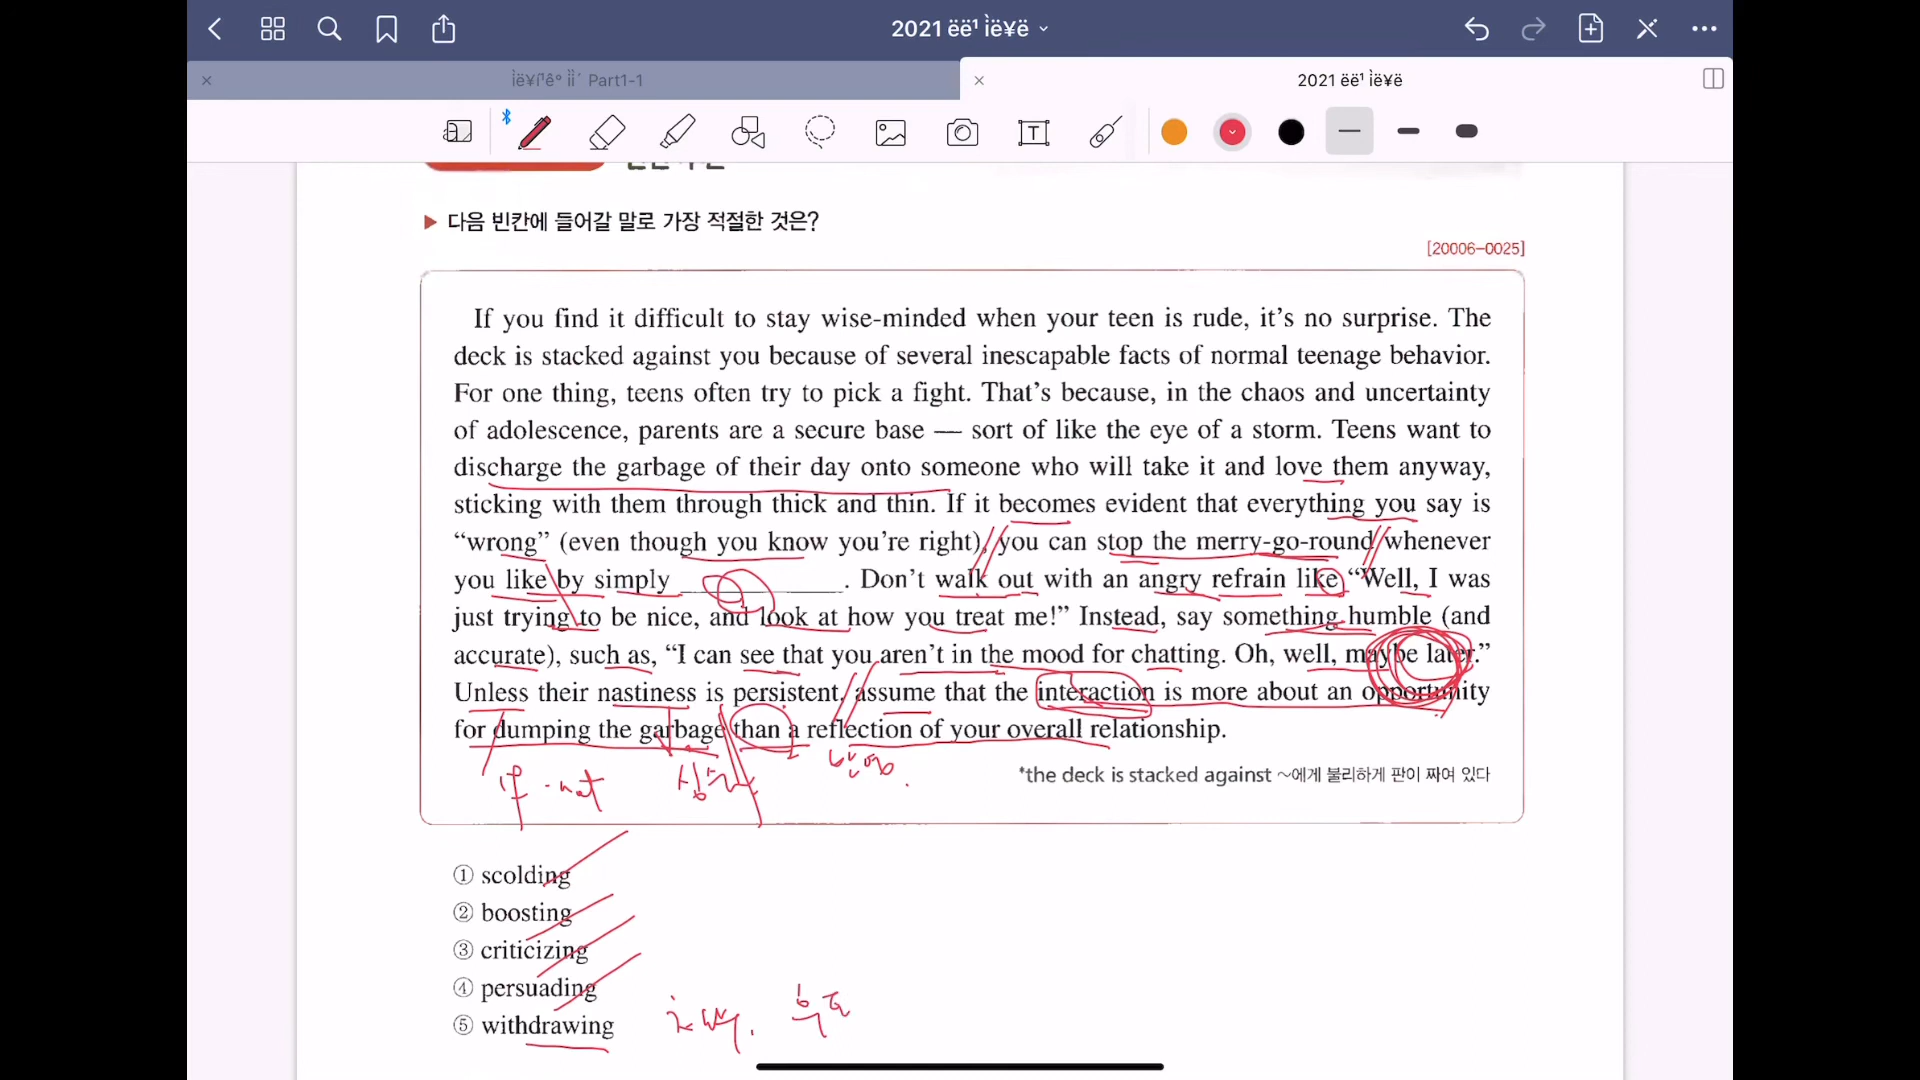 2021 ëë¹ ìë¥ë
ìë¥ Part1-1
2021 ëë¹ ìë¥ë
▶ 다음 빈칸에 들어갈 말로 가장 적절한 것은?
[20006-0025]
If you find it difficult to stay wise-minded when your teen is rude, it's no surprise. The
deck is stacked against you because of several inescapable facts of normal teenage behavior.
For one thing, teens often try to pick a fight. That's because, in the chaos and uncertainty
of adolescence, parents are a secure base — sort of like the eye of a storm. Teens want to
discharge the garbage of their day onto someone who will take it and love them anyway,
sticking with them through thick and thin. If it becomes evident that everything you say is
“wrong” (even though you know you're right), you can stop the merry-go-round whenever
you like by simply ____________. Don't walk out with an angry refrain like “Well, I was
just trying to be nice, and look at how you treat me!” Instead, say something humble (and
accurate), such as, “I can see that you aren't in the mood for chatting. Oh, well, maybe later.”
Unless their nastiness is persistent, assume that the interaction is more about an opportunity
for dumping the garbage than a reflection of your overall relationship.
if - not
*the deck is stacked against ~에게 불리하게 판이 짜여 있다
① scolding
② boosting
③ criticizing
④ persuading
⑤ withdrawing